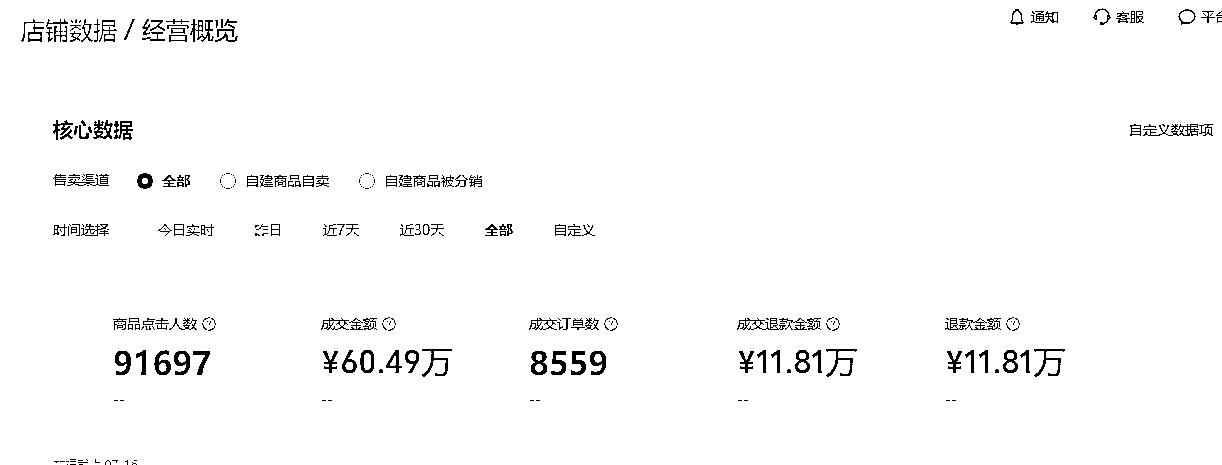 店铺数据 / 经营概览
通知 客服 平台
核心数据
自定义数据项
售卖渠道 全部 自建商品自卖 自建商品被分销
时间选择 今日实时 昨日 近7天 近30天 全部 自定义
商品点击人数 成交金额 成交订单数 成交退款金额 退款金额
91697 ¥60.49万 8559 ¥11.81万 ¥11.81万
-- -- -- -- --
07-16